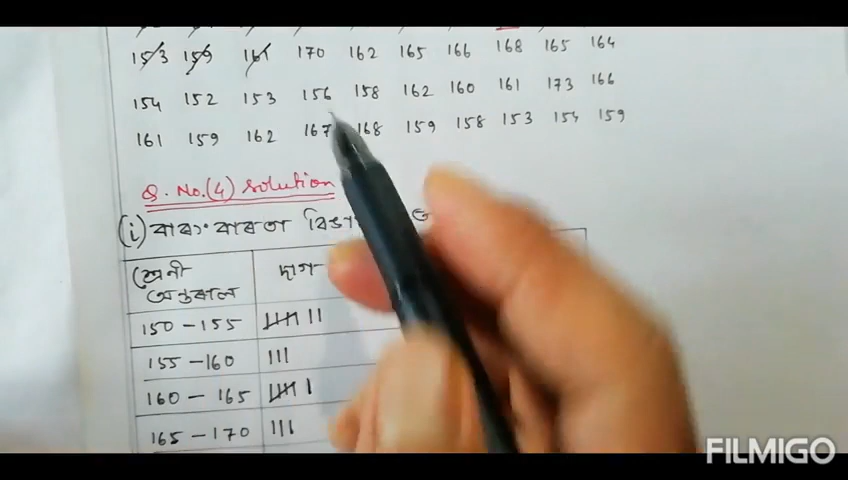 153 159 161 170 162 165 166 168 165 164
154 152 153 156 158 162 160 161 173 166
161 159 162 167 168 159 158 153 154 159
Q. No.(4) Solution
(i) বাৰং বাৰতা
শ্ৰেনী দাগ
অন্তৰাল
150 - 155 |||| ||
155 - 160 |||
160 - 165 |||| |
165 - 170 |||
FILMIGO